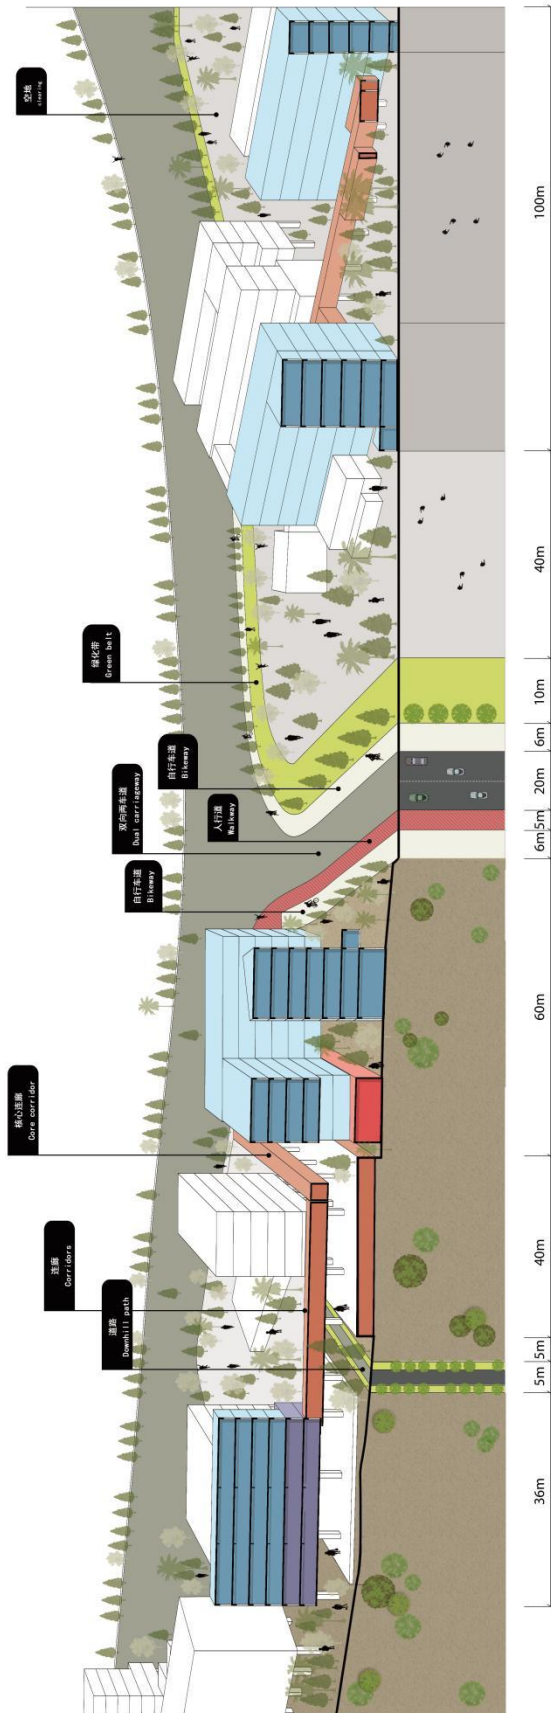 道路
Downhill path
连廊
Corridors
核心连廊
Core corridor
自行车道
Bikeway
人行道
Walkway
双向两车道
Dual carriageway
自行车道
Bikeway
绿化带
Green belt
空地
clearing
36m 5m 5m 40m 60m 6m 5m 20m 6m 10m 40m 100m